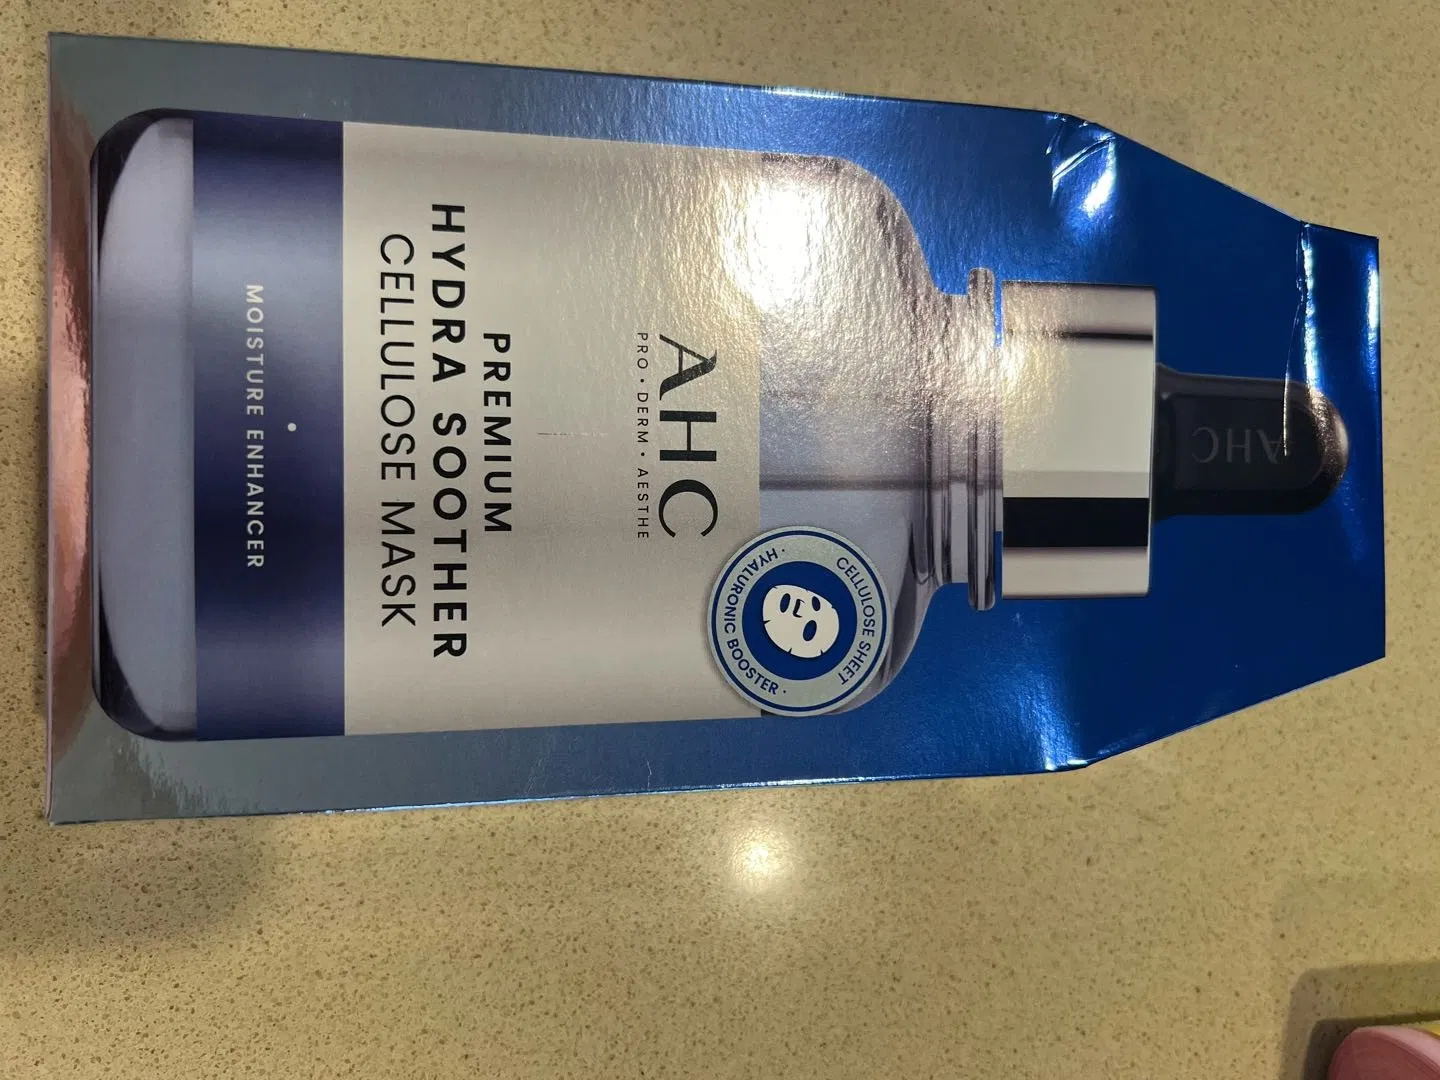 AHC
AHC
PRO • DERM • AESTHE
CELLULOSE SHEET
• HYALURONIC BOOSTER •
PREMIUM
HYDRA SOOTHER
CELLULOSE MASK
MOISTURE ENHANCER